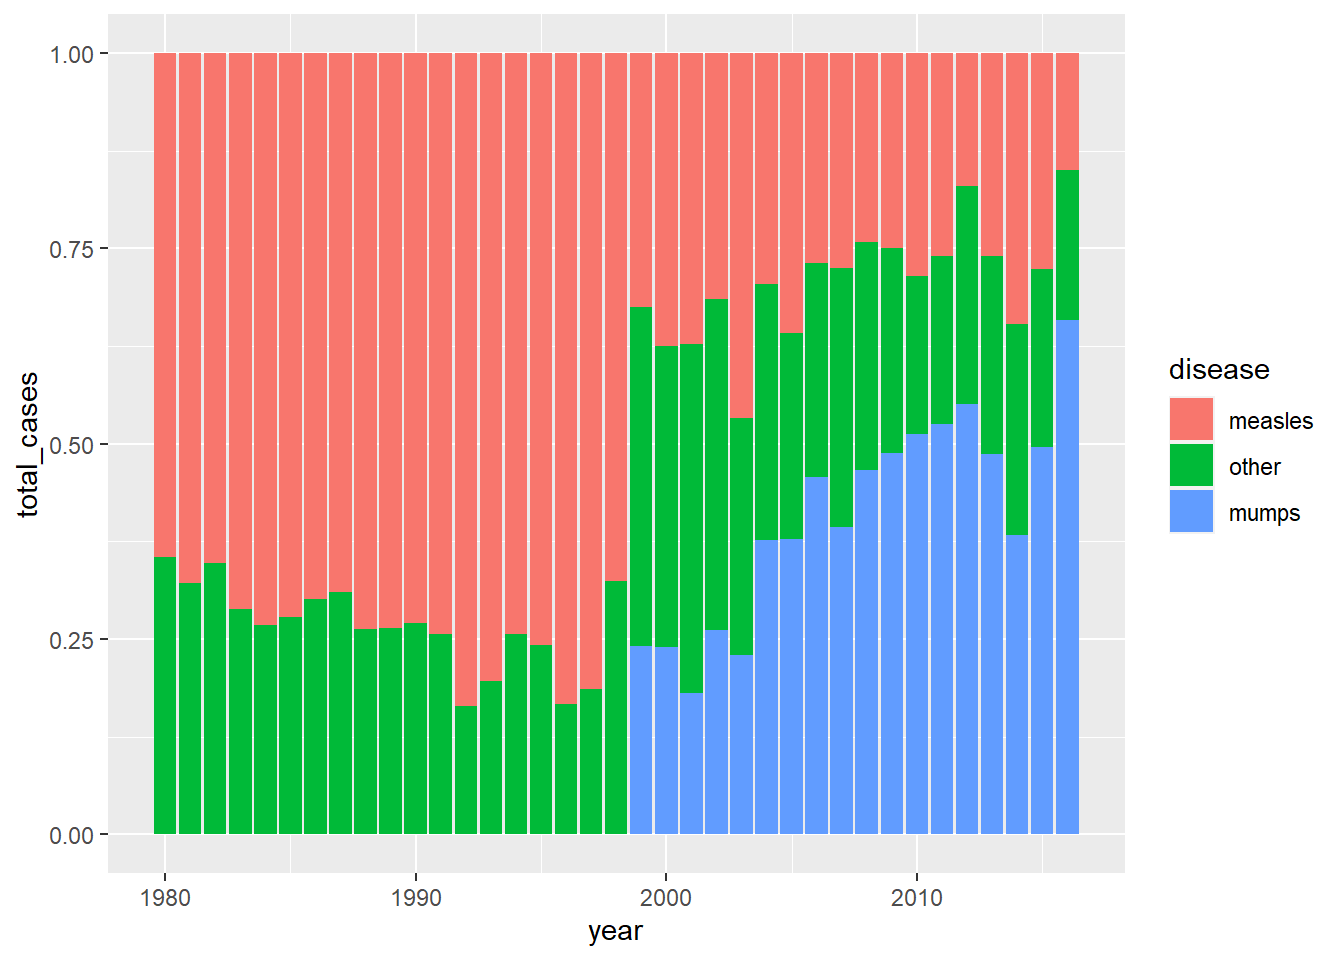 1.00
0.75
0.50
0.25
0.00
total_cases
1980 1990 2000 2010
year
disease
measles
other
mumps